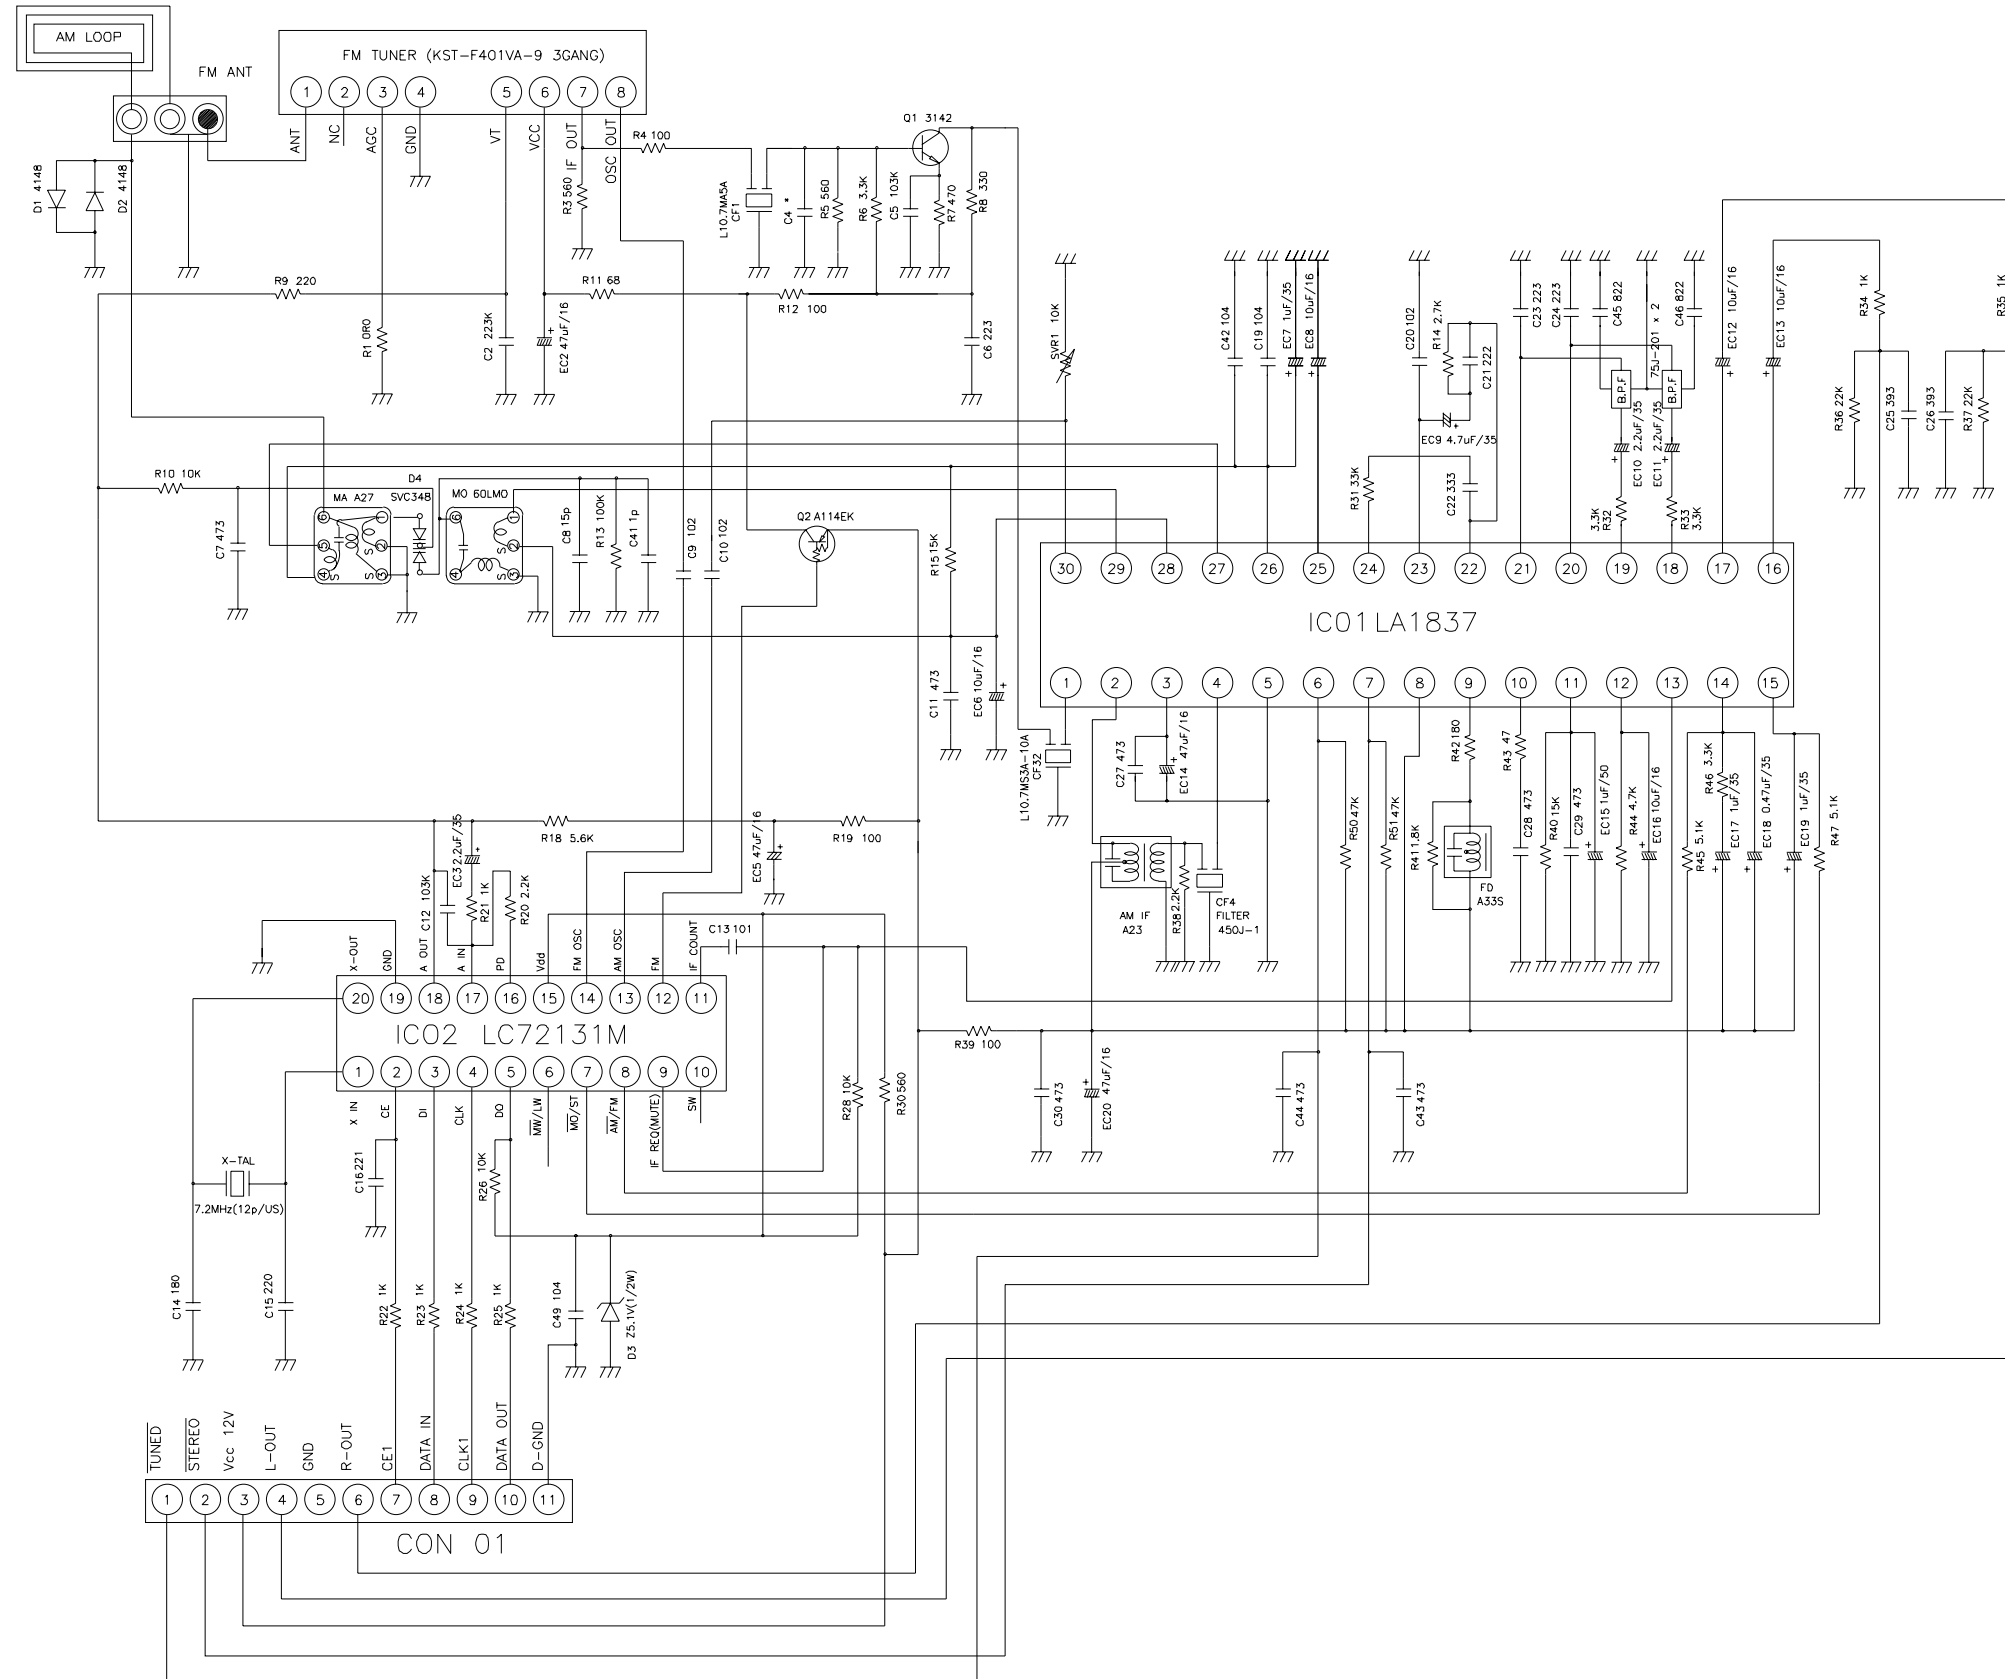 AM LOOP
FM ANT
FM TUNER (KST-F401VA-9 3GANG)
1 2 3 4 5 6 7 8
ANT
NC
AGC
GND
VT
VCC
IF OUT
OSC OUT
D1 4148
D2 4148
R3 560
R4 100
L10.7MA5A
CF1
C4 *
R5 560
R6 3.3K
C5 103K
Q1 3142
R7 470
R8 330
R9 220
R11 68
R12 100
R1 0R0
C2 223K
EC2 47uF/16
C6 223
SVR1 10K
C42 104
C19 104
EC7 1uF/35
EC8 10uF/16
C20 102
R14 2.7K
C21 222
EC9 4.7uF/35
C23 223
C24 223
C45 822
75J-201 x 2
C46 822
B.P.F
B.P.F
EC12 10uF/16
EC13 10uF/16
R34 1K
R35 1K
R36 22K
C25 393
C26 393
R37 22K
EC10 2.2uF/35
EC11 2.2uF/35
R31 33K
C22 333
3.3K
R32
R33
3.3K
R10 10K
C7 473
MA A27
D4
SVC348
MO 60LMO
6 1 5 2 4 3
S S S
6 1 2 4 3
S S
C8 15p
R13 100K
C41 1p
C9 102
C10 102
Q2 A114EK
R15 15K
C11 473
EC6 10uF/16
30 29 28 27 26 25 24 23 22 21 20 19 18 17 16
IC01 LA1837
1 2 3 4 5 6 7 8 9 10 11 12 13 14 15
L10.7MS3A-10A
CF32
C27 473
EC14 47uF/16
AM IF
A23
R38 2.2K
CF4
FILTER
450J-1
R50 47K
R51 47K
R41 1.8K
R42 180
FD
A33S
R43 47
C28 473
R40 15K
C29 473
EC15 1uF/50
R44 4.7K
EC16 10uF/16
R45 5.1K
R46 3.3K
EC17 1uF/35
EC18 0.47uF/35
EC19 1uF/35
R47 5.1K
EC3 2.2uF/35
R18 5.6K
EC5 47uF/16
R19 100
C12 103K
R21 1K
R20 2.2K
C13 101
X-OUT
GND
A OUT
A IN
PD
Vdd
FM OSC
AM OSC
FM
IF COUNT
20 19 18 17 16 15 14 13 12 11
IC02 LC72131M
1 2 3 4 5 6 7 8 9 10
X IN
CE
DI
CLK
DO
MW/LW
MO/ST
AM/FM
IF REQ(MUTE)
SW
R28 10K
R30 560
R39 100
C30 473
EC20 47uF/16
C44 473
C43 473
X-TAL
7.2MHz(12p/US)
C16 221
R26 10K
C14 180
C15 220
R22 1K
R23 1K
R24 1K
R25 1K
C49 104
D3 Z5.1V(1/2W)
TUNED
STEREO
Vcc 12V
L-OUT
GND
R-OUT
CE1
DATA IN
CLK1
DATA OUT
D-GND
1 2 3 4 5 6 7 8 9 10 11
CON 01